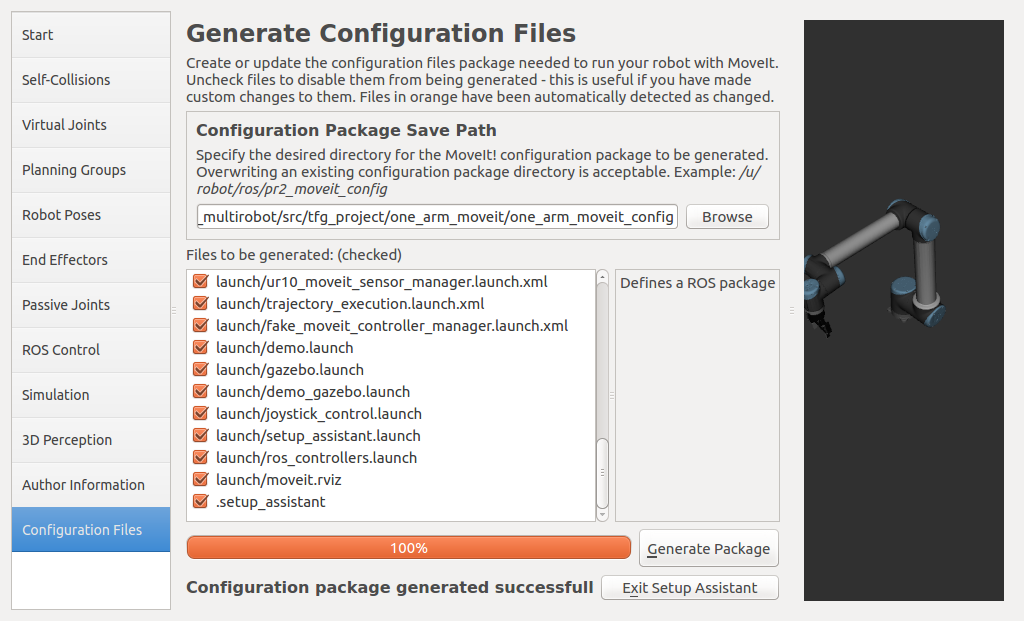 Start
Self-Collisions
Virtual Joints
Planning Groups
Robot Poses
End Effectors
Passive Joints
ROS Control
Simulation
3D Perception
Author Information
Configuration Files
Generate Configuration Files
Create or update the configuration files package needed to run your robot with MoveIt.
Uncheck files to disable them from being generated - this is useful if you have made
custom changes to them. Files in orange have been automatically detected as changed.
Configuration Package Save Path
Specify the desired directory for the MoveIt! configuration package to be generated.
Overwriting an existing configuration package directory is acceptable. Example: /u/
robot/ros/pr2_moveit_config
_multirobot/src/tfg_project/one_arm_moveit/one_arm_moveit_config
Browse
Files to be generated: (checked)
launch/ur10_moveit_sensor_manager.launch.xml
launch/trajectory_execution.launch.xml
launch/fake_moveit_controller_manager.launch.xml
launch/demo.launch
launch/gazebo.launch
launch/demo_gazebo.launch
launch/joystick_control.launch
launch/setup_assistant.launch
launch/ros_controllers.launch
launch/moveit.rviz
.setup_assistant
Defines a ROS package
100%
Generate Package
Configuration package generated successfull
Exit Setup Assistant